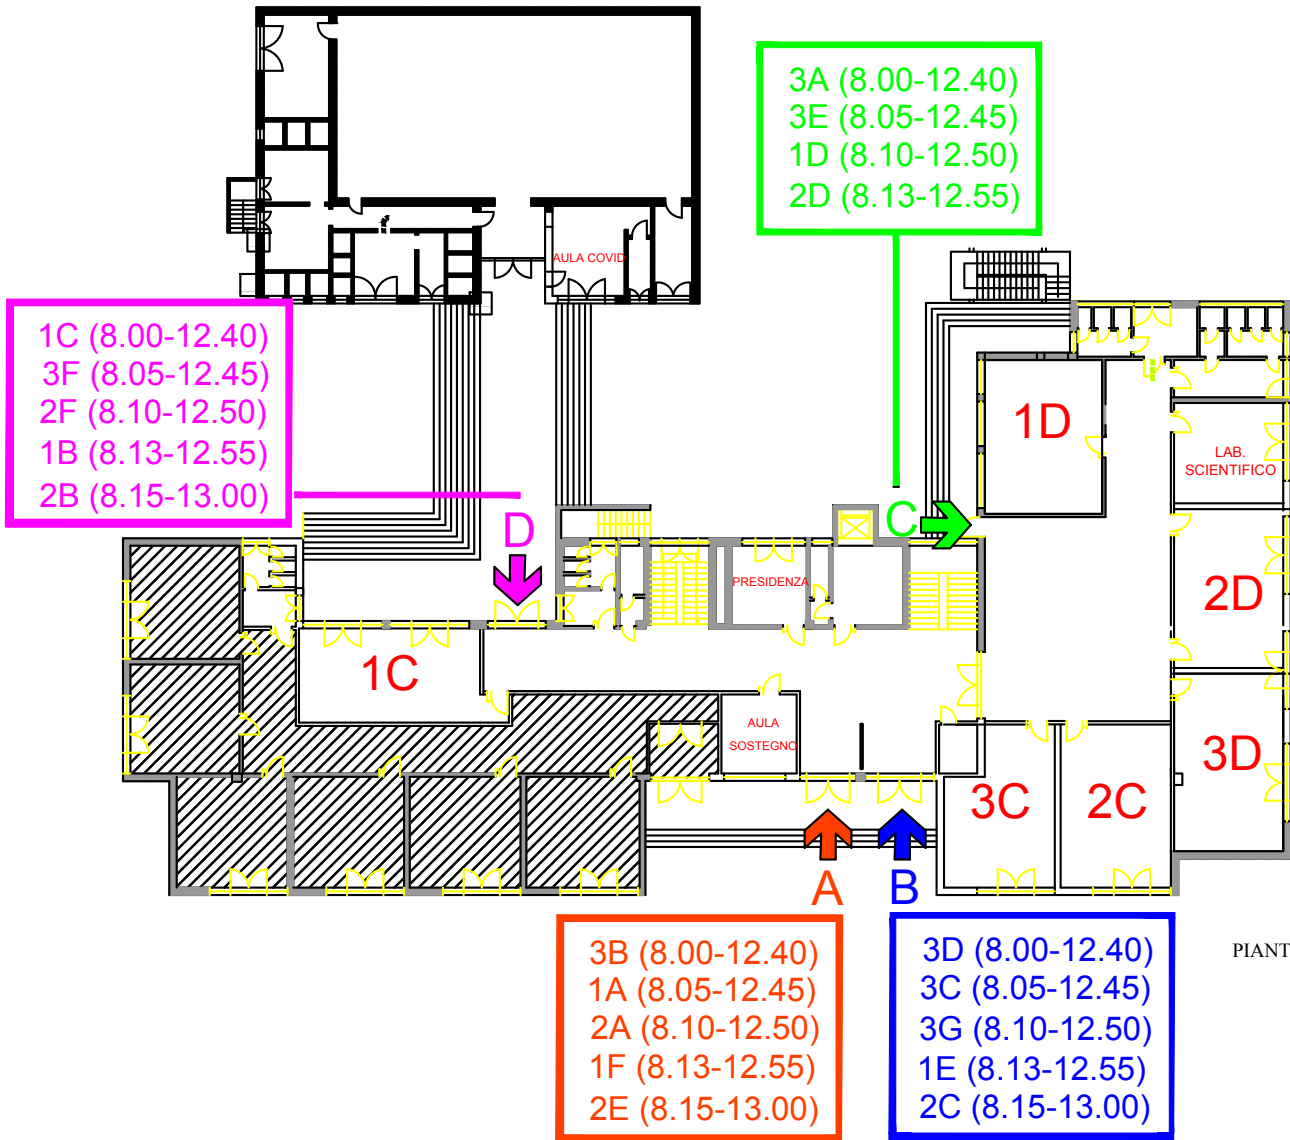 3A (8.00-12.40)
3E (8.05-12.45)
1D (8.10-12.50)
2D (8.13-12.55)
AULA COVID
1C (8.00-12.40)
3F (8.05-12.45)
2F (8.10-12.50)
1B (8.13-12.55)
2B (8.15-13.00)
1D
LAB.
SCIENTIFICO
C
D
PRESIDENZA
2D
1C
AULA
SOSTEGNO
3D
3C
2C
A
B
3B (8.00-12.40)
1A (8.05-12.45)
2A (8.10-12.50)
1F (8.13-12.55)
2E (8.15-13.00)
3D (8.00-12.40)
3C (8.05-12.45)
3G (8.10-12.50)
1E (8.13-12.55)
2C (8.15-13.00)
PIANT